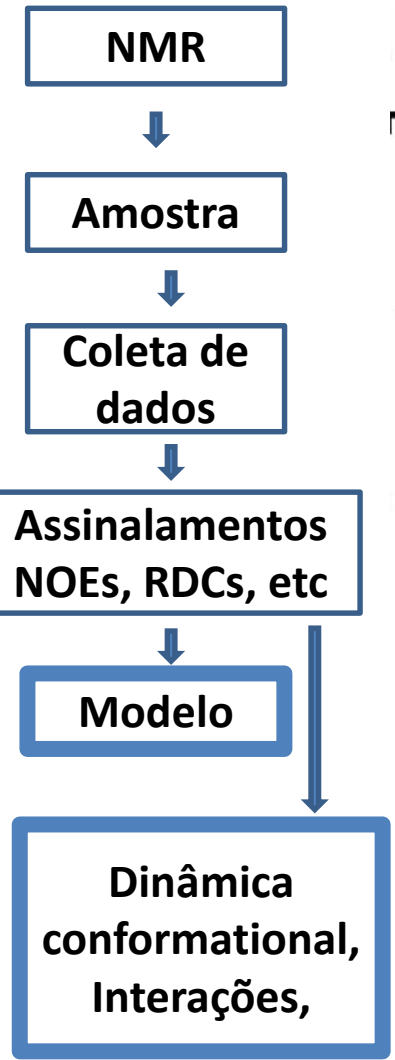 NMR
Amostra
Coleta de
dados
Assinalamentos
NOEs, RDCs, etc
Modelo
Dinâmica
conformational,
Interações,